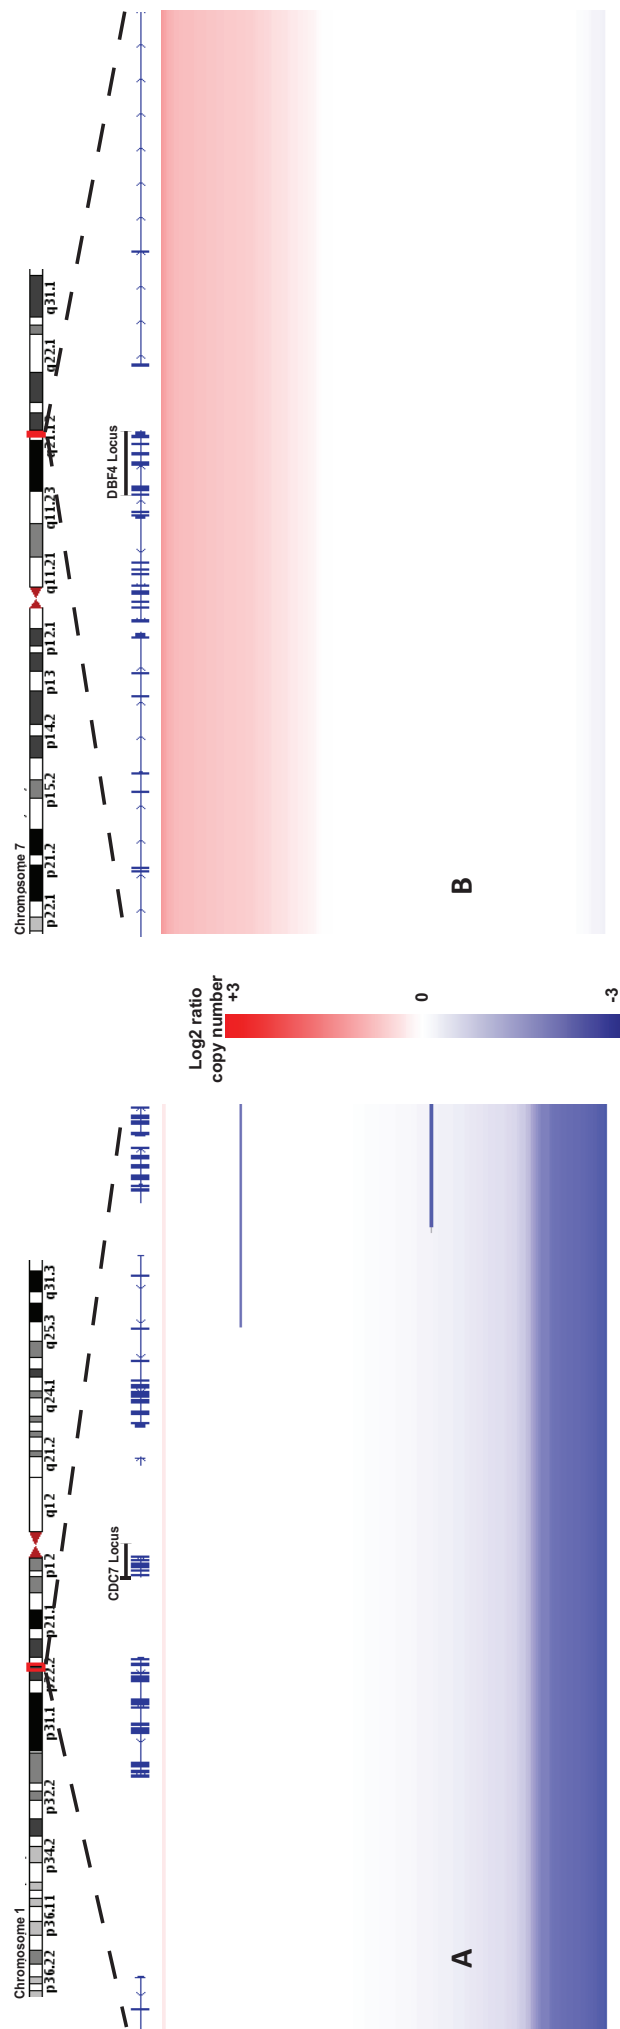 Chromosome 1
p36.22 p36.11 p34.2 p32.2 p31.1 p22.2 p21.1 p12 q12 q21.2 q24.1 q25.3 q31.3
CDC7 Locus
A
Log2 ratio
copy number
+3
0
-3
Chromosome 7
p22.1 p21.2 p15.2 p14.2 p13 p12.1 q11.21 q11.23 q21.12 q22.1 q31.1
DBF4 Locus
B